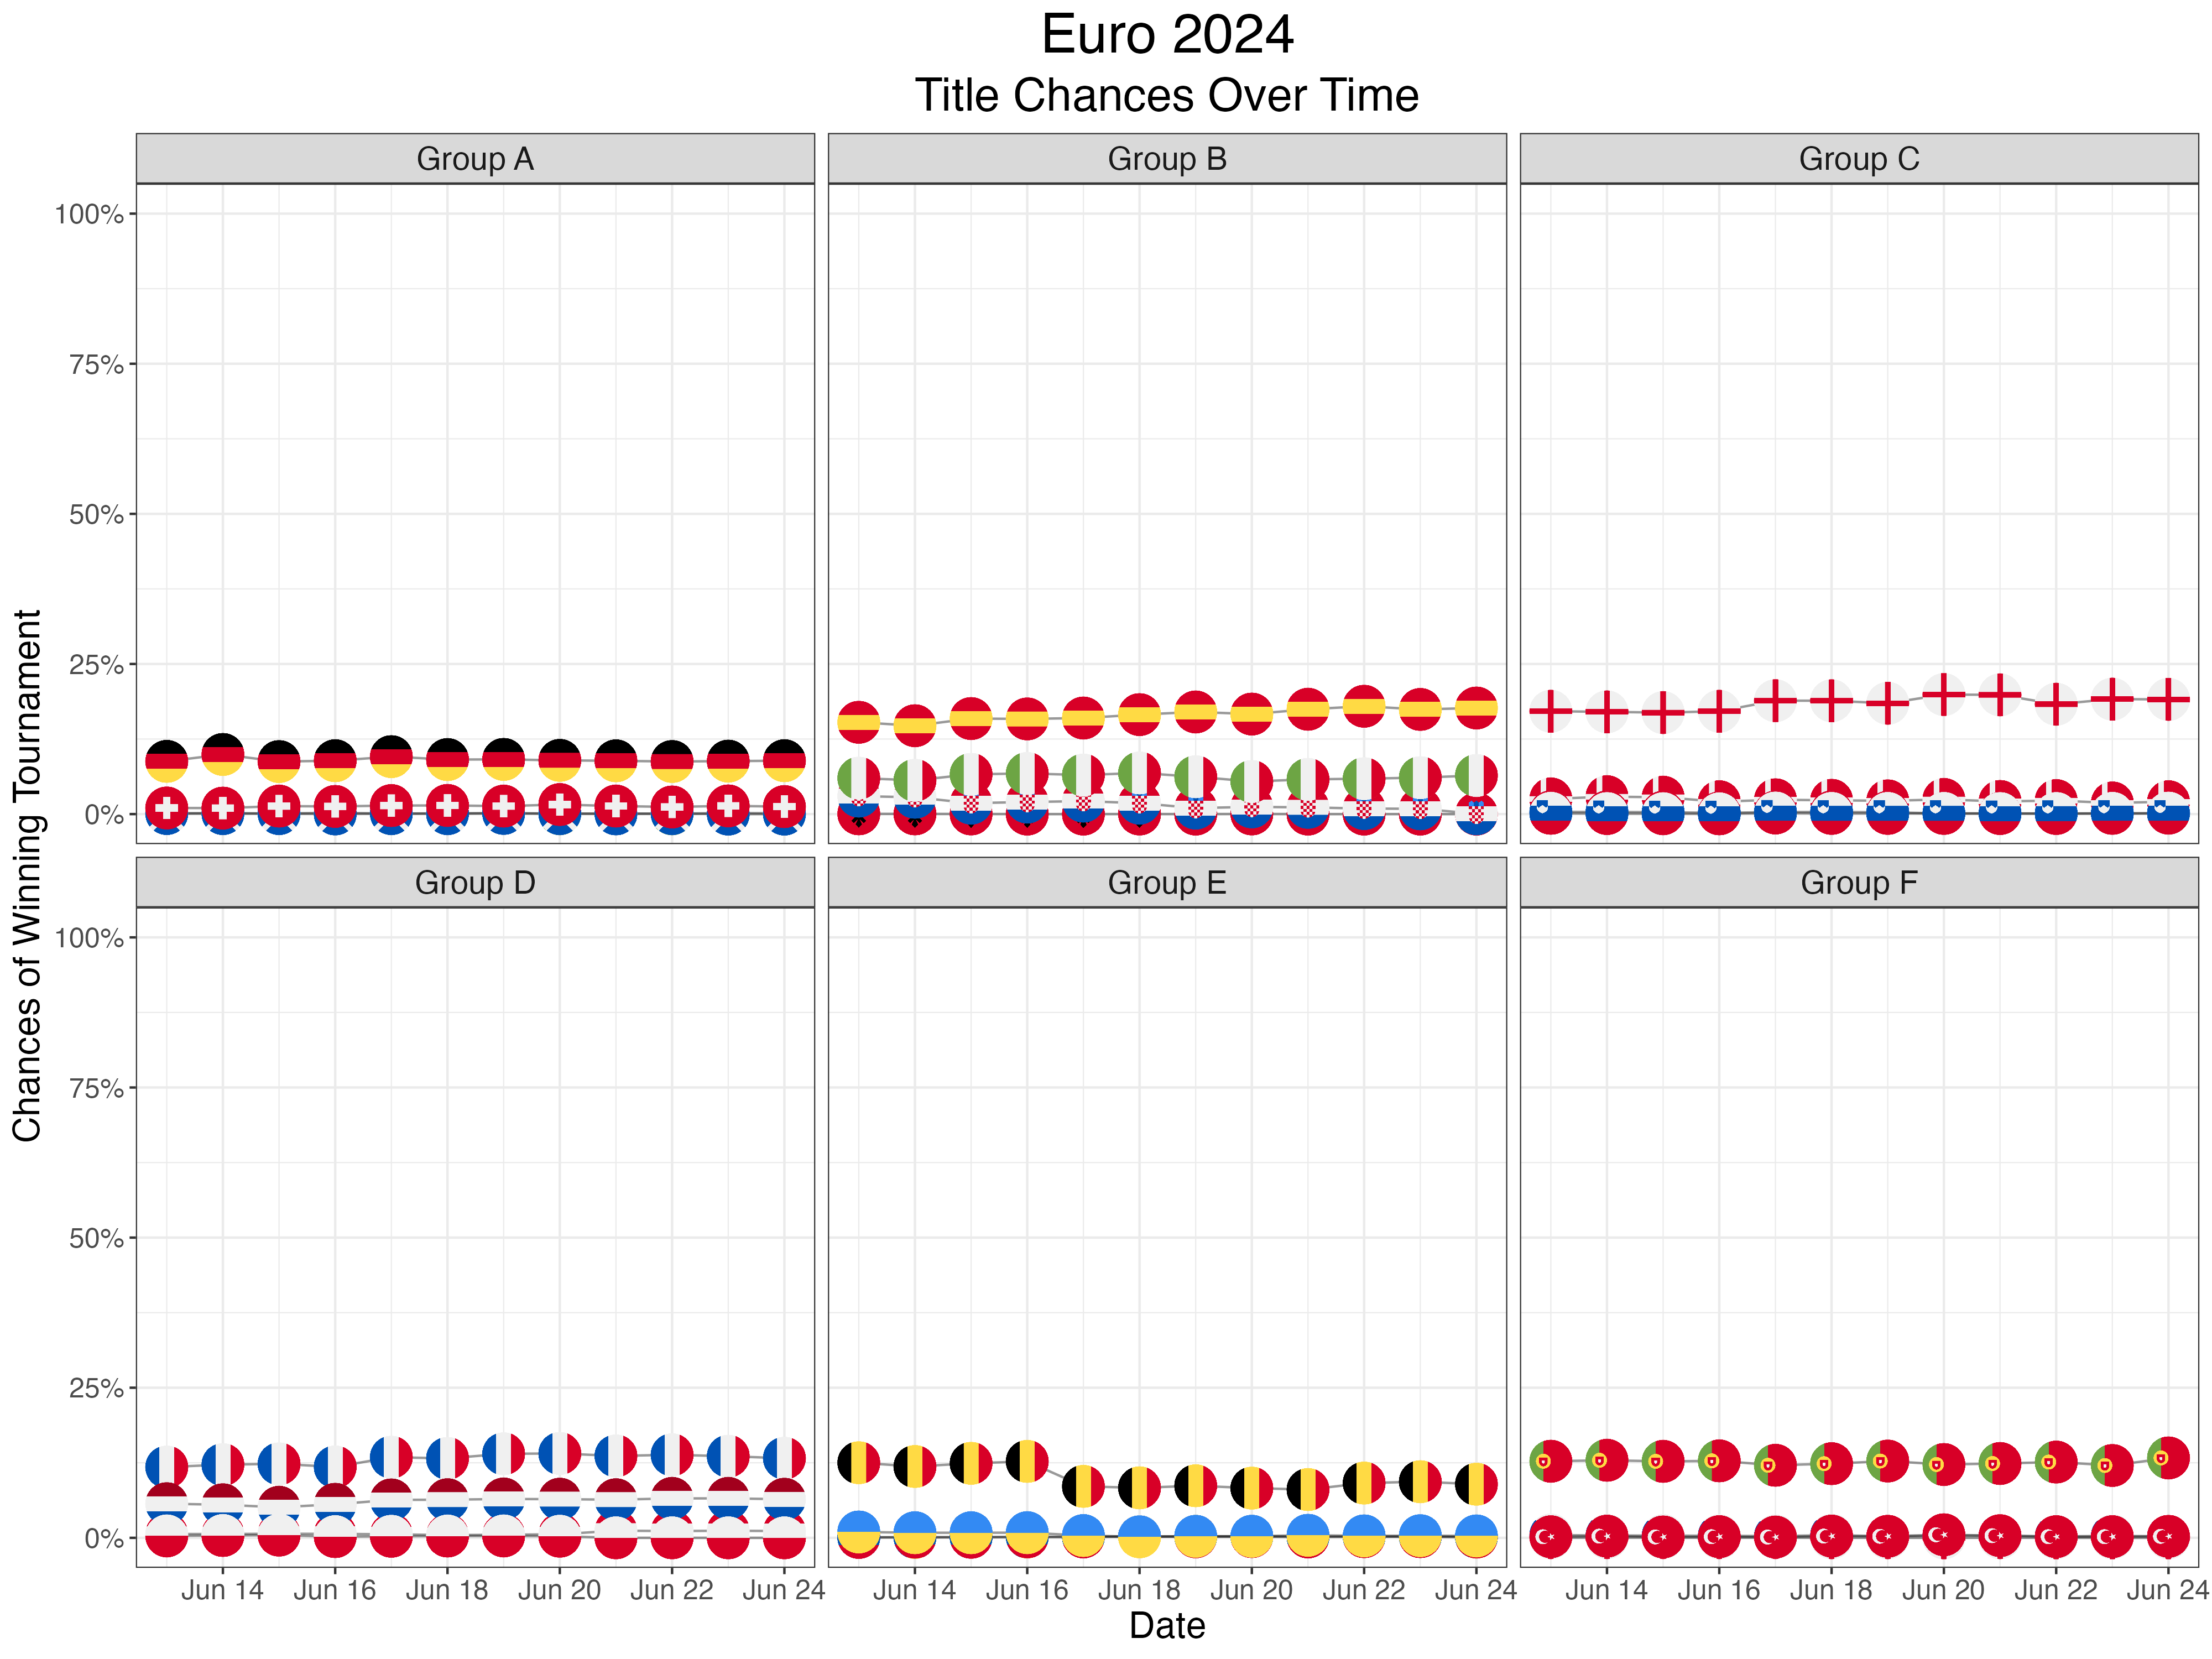 Euro 2024
Title Chances Over Time
Group A
Group B
Group C
100%
75%
50%
25%
0%
Group D
Group E
Group F
100%
75%
50%
25%
0%
Chances of Winning Tournament
Jun 14 Jun 16 Jun 18 Jun 20 Jun 22 Jun 24
Jun 14 Jun 16 Jun 18 Jun 20 Jun 22 Jun 24
Jun 14 Jun 16 Jun 18 Jun 20 Jun 22 Jun 24
Date